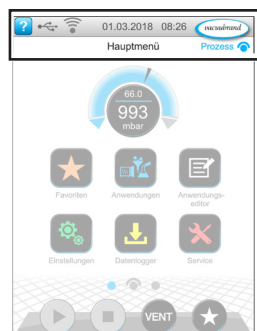 ?
01.03.2018 08:26 vacuubrand
Hauptmenü Prozess
66.0
993
mbar
Favoriten Anwendungen Anwendungs-
editor
Einstellungen Datenlogger Service
VENT